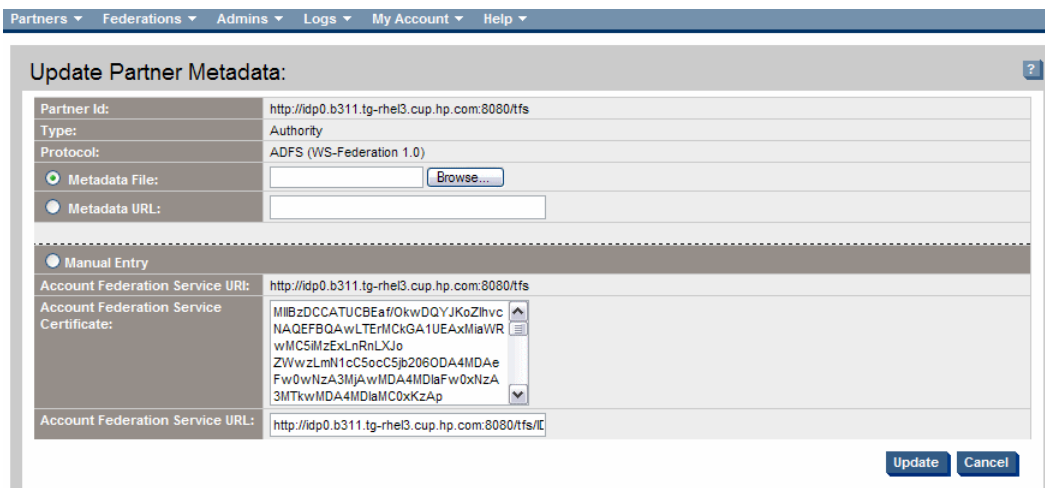 Partners Federations Admins Logs My Account Help
Update Partner Metadata:
?
Partner Id: http://idp0.b311.tg-rhel3.cup.hp.com:8080/tfs
Type: Authority
Protocol: ADFS (WS-Federation 1.0)
Metadata File: Browse...
Metadata URL:
Manual Entry
Account Federation Service URI: http://idp0.b311.tg-rhel3.cup.hp.com:8080/tfs
Account Federation Service Certificate:
MIIBzDCCATUCBEaf/OkwDQYJKoZIhvc
NAQEFBQAwLTErMCkGA1UEAxMiaWR
wMC5iMzExLnRnLXJo
ZWwzLmN1cC5ocC5jb206ODA4MDAe
Fw0wNzA3MjAwMDA4MDlaFw0xNzA
3MTkwMDA4MDlaMC0xKzAp
Account Federation Service URL: http://idp0.b311.tg-rhel3.cup.hp.com:8080/tfs/ID
Update Cancel